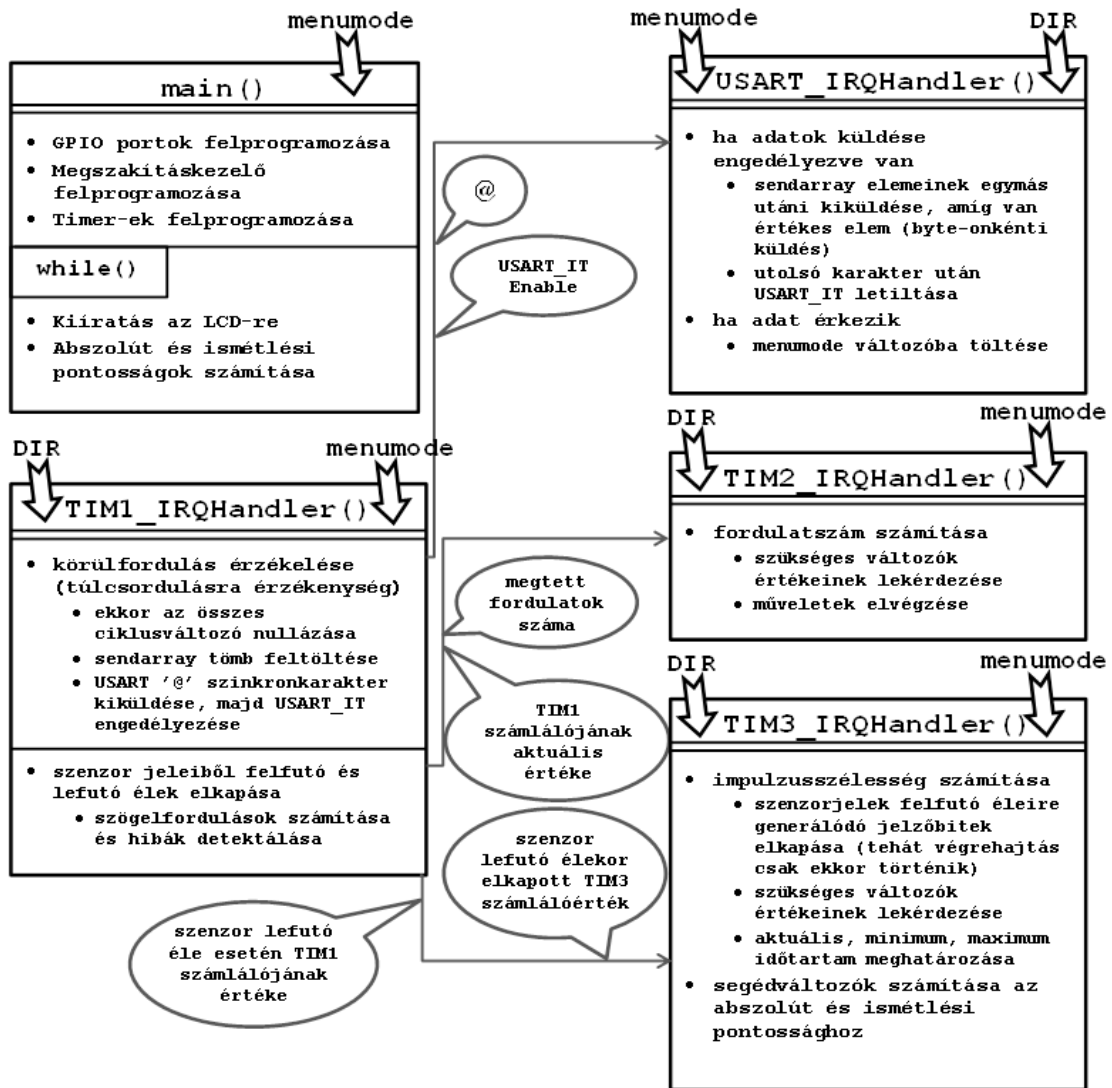 menumode
main()
• GPIO portok felprogramozása
• Megszakításkezelő
felprogramozása
• Timer-ek felprogramozása
while()
• Kiíratás az LCD-re
• Abszolút és ismétlési
pontosságok számítása
menumode
DIR
USART_IRQHandler()
• ha adatok küldése
engedélyezve van
• sendarray elemeinek egymás
utáni kiküldése, amíg van
értékes elem (byte-onkénti
küldés)
• utolsó karakter után
USART_IT letiltása
• ha adat érkezik
• menumode változóba töltése
@
USART_IT
Enable
DIR
menumode
TIM1_IRQHandler()
• körülfordulás érzékelése
(túlcsordulásra érzékenység)
• ekkor az összes
ciklusváltozó nullázása
• sendarray tömb feltöltése
• USART '@' szinkronkarakter
kiküldése, majd USART_IT
engedélyezése
• szenzor jeleiből felfutó és
lefutó élek elkapása
• szögelfordulások számítása
és hibák detektálása
DIR
menumode
TIM2_IRQHandler()
• fordulatszám számítása
• szükséges változók
értékeinek lekérdezése
• műveletek elvégzése
megtett
fordulatok
száma
TIM1
számlálójának
aktuális
értéke
DIR
menumode
TIM3_IRQHandler()
• impulzusszélesség számítása
• szenzorjelek felfutó éleire
generálódó jelzőbitek
elkapása (tehát végrehajtás
csak ekkor történik)
• szükséges változók
értékeinek lekérdezése
• aktuális, minimum, maximum
időtartam meghatározása
• segédváltozók számítása az
abszolút és ismétlési
pontossághoz
szenzor
lefutó élekor
elkapott TIM3
számlálóérték
szenzor lefutó
éle esetén TIM1
számlálójának
értéke